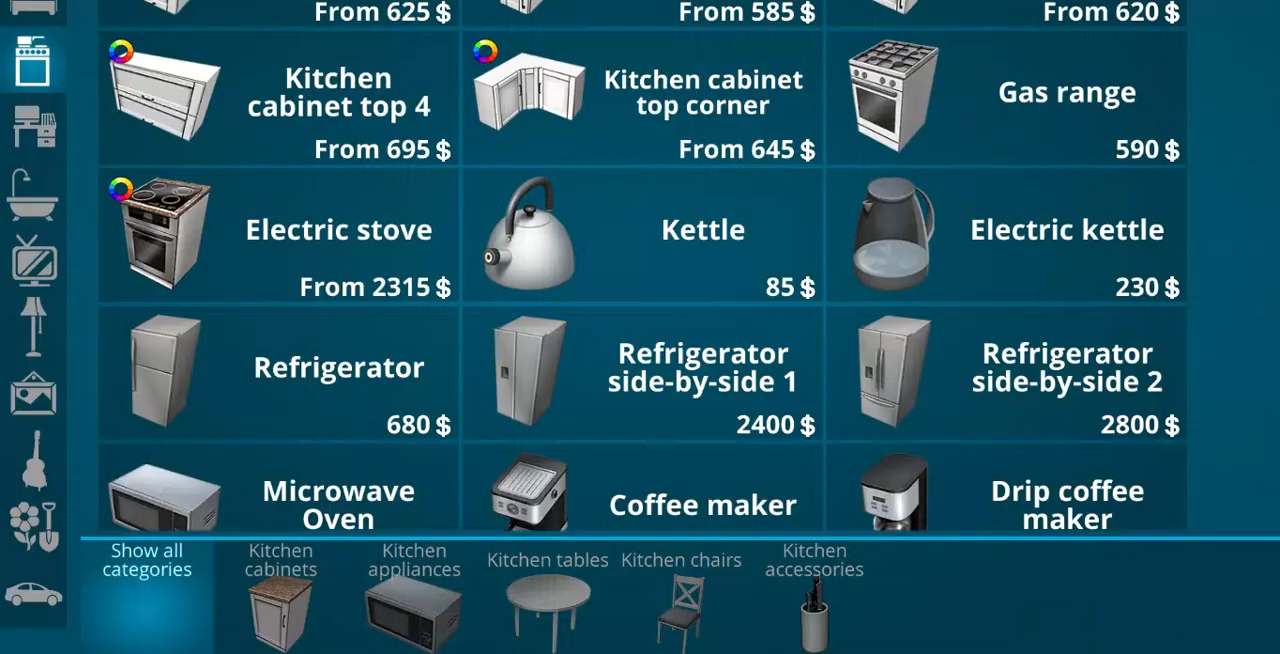 From 625 $
From 585 $
From 620 $
Kitchen
cabinet top 4
From 695 $
Kitchen cabinet
top corner
From 645 $
Gas range
590 $
Electric stove
From 2315 $
Kettle
85 $
Electric kettle
230 $
Refrigerator
680 $
Refrigerator
side-by-side 1
2400 $
Refrigerator
side-by-side 2
2800 $
Microwave
Oven
Coffee maker
Drip coffee
maker
Show all
categories
Kitchen
cabinets
Kitchen
appliances
Kitchen tables
Kitchen chairs
Kitchen
accessories